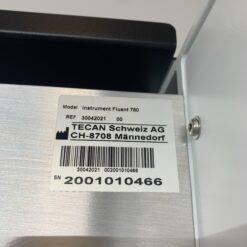 Model Instrument Fluent 780
REF 30042021 00
TECAN Schweiz AG
CH-8708 Männedorf
30042021 002001010466
SN 2001010466